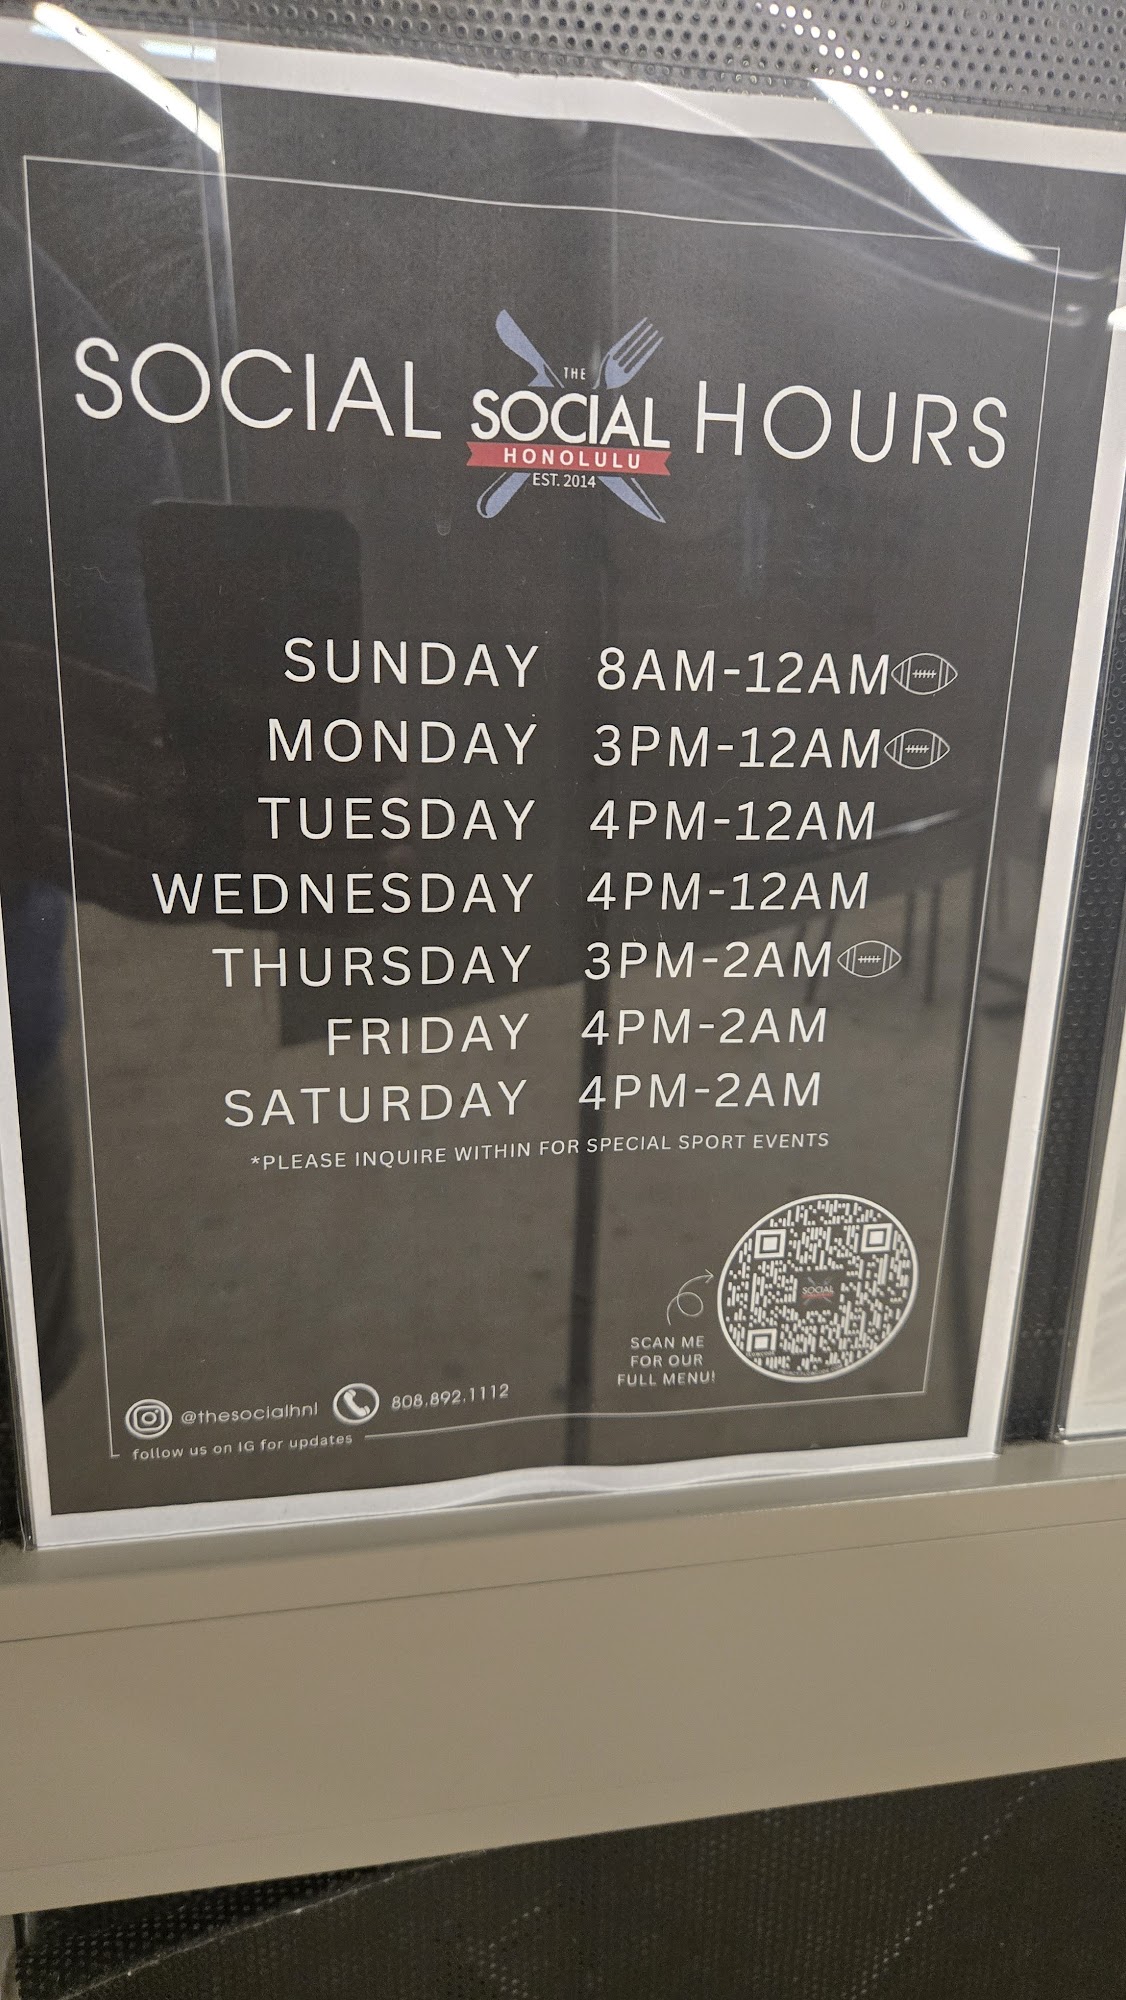 SOCIAL THE SOCIAL HONOLULU EST. 2014 HOURS
SUNDAY 8AM-12AM
MONDAY 3PM-12AM
TUESDAY 4PM-12AM
WEDNESDAY 4PM-12AM
THURSDAY 3PM-2AM
FRIDAY 4PM-2AM
SATURDAY 4PM-2AM
*PLEASE INQUIRE WITHIN FOR SPECIAL SPORT EVENTS
SOCIAL
SCAN ME
FOR OUR
FULL MENU!
@thesocialhnl 808.892.1112
follow us on IG for updates